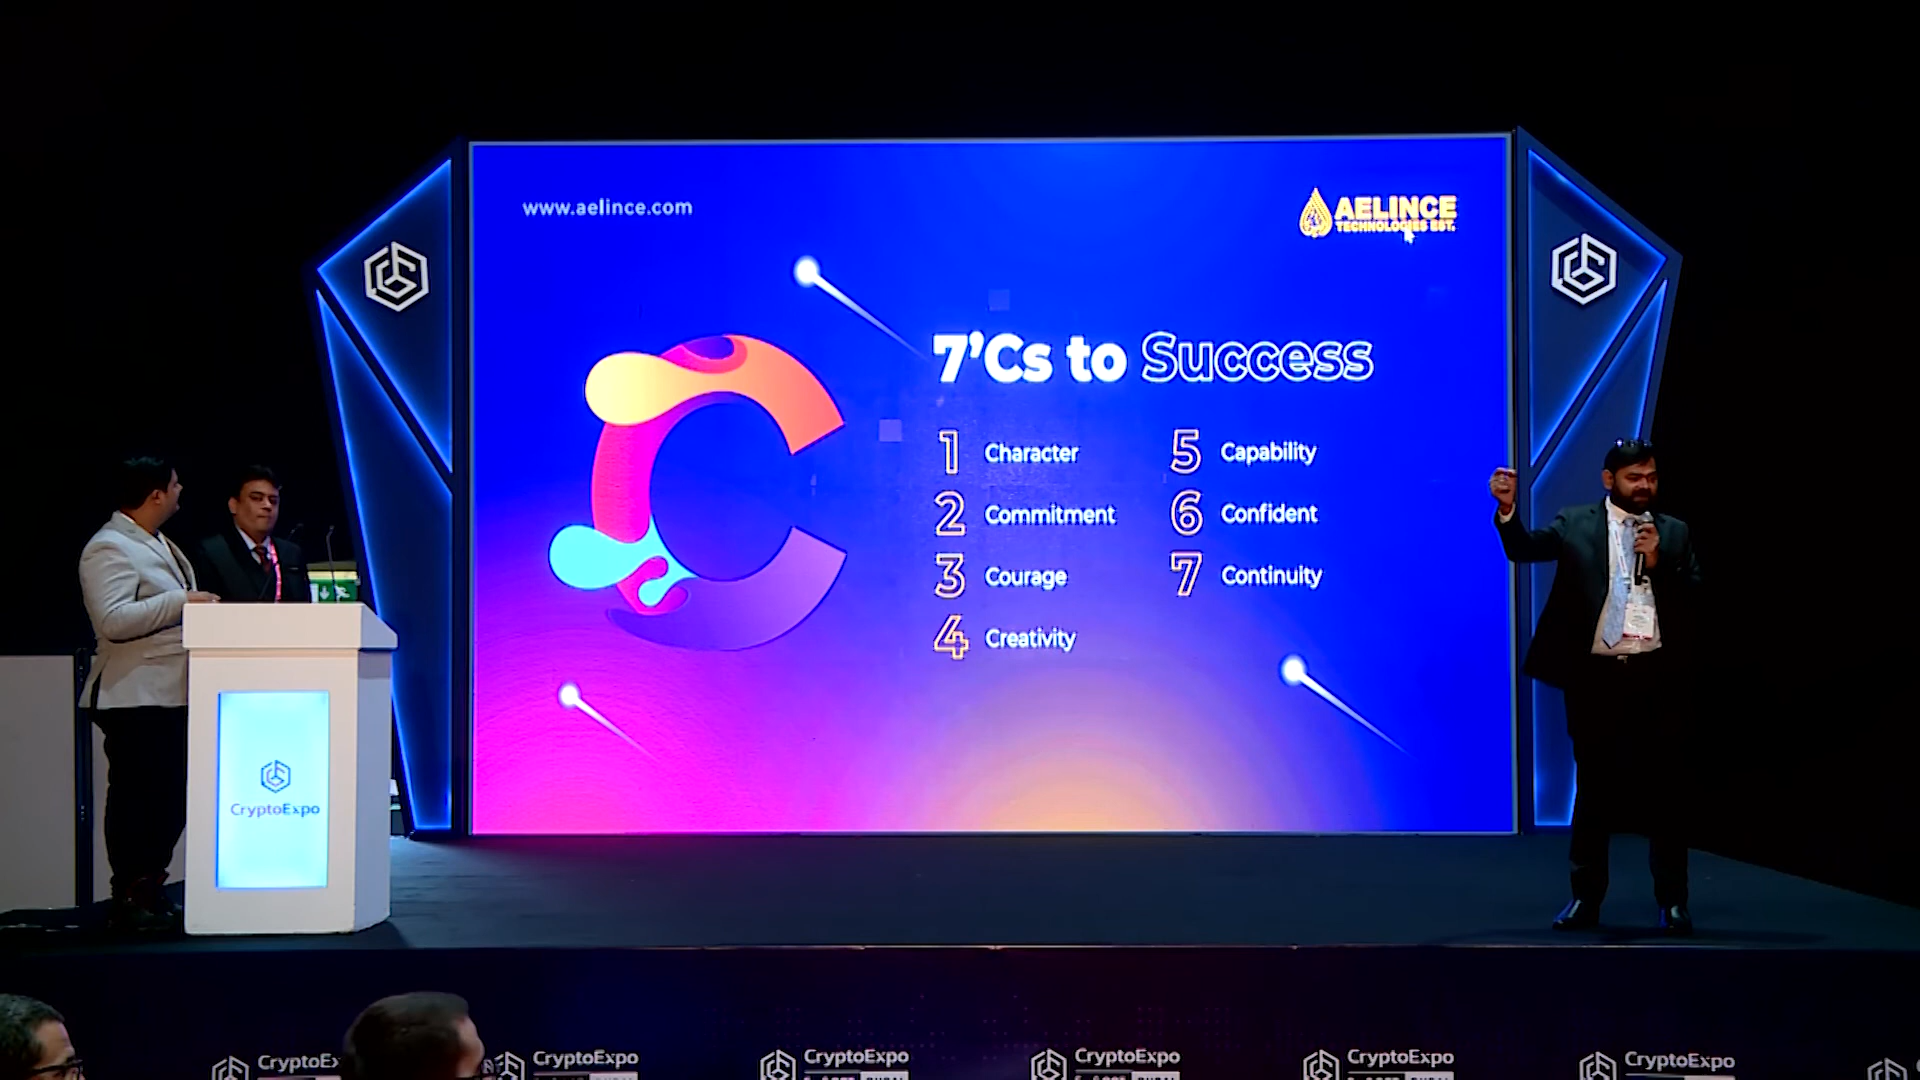 www.aelince.com
AELINCE
TECHNOLOGIES EST.
7'Cs to Success
1 Character
2 Commitment
3 Courage
4 Creativity
5 Capability
6 Confident
7 Continuity
CryptoExpo
CryptoEx
CryptoExpo
CryptoExpo
CryptoExpo
CryptoExpo
CryptoExpo